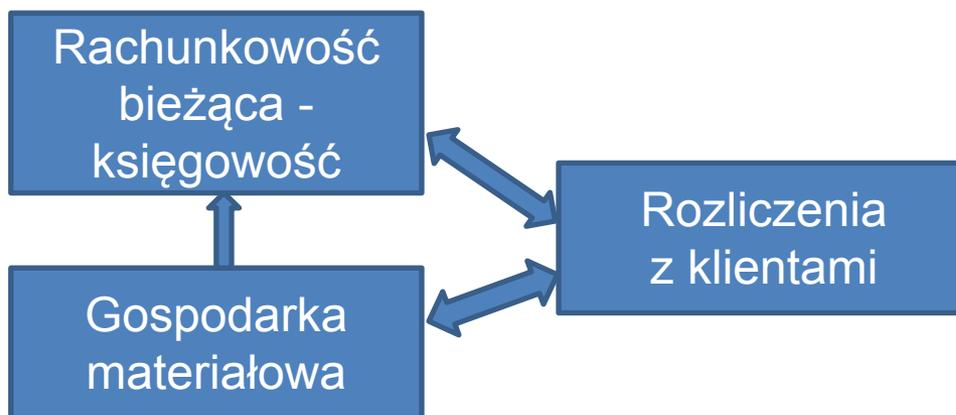 Rachunkowość
bieżąca -
księgowość
Rozliczenia
z klientami
Gospodarka
materiałowa